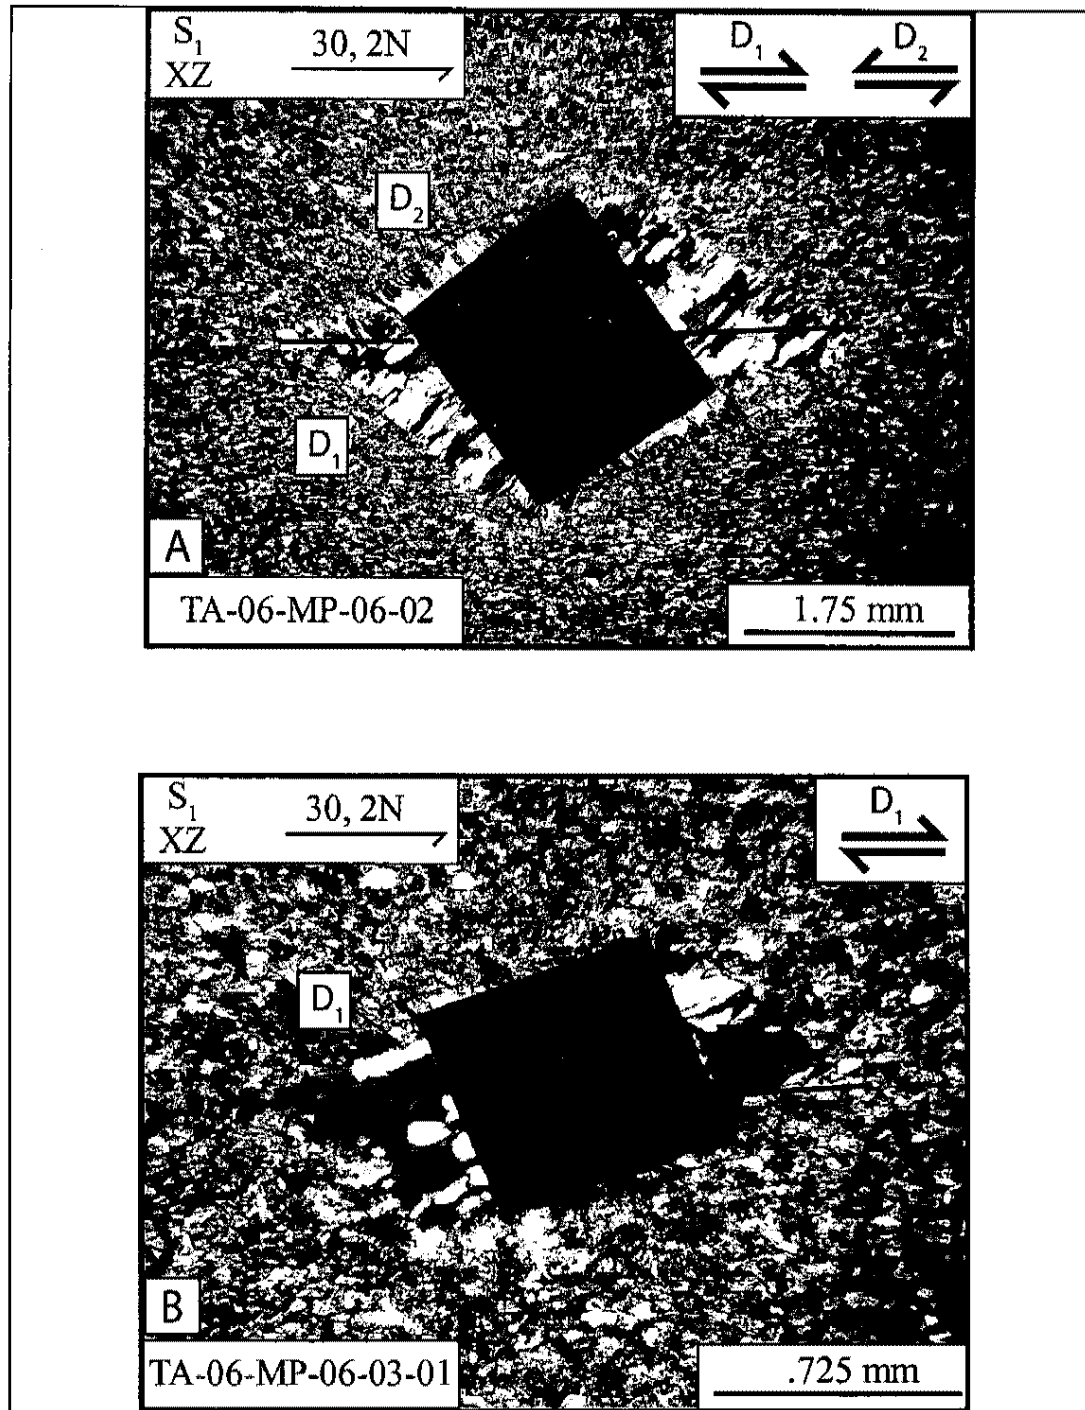 S₁
XZ
30, 2N
D₁
D₂
D₂
D₁
A
TA-06-MP-06-02
1.75 mm
S₁
XZ
30, 2N
D₁
D₁
B
TA-06-MP-06-03-01
.725 mm